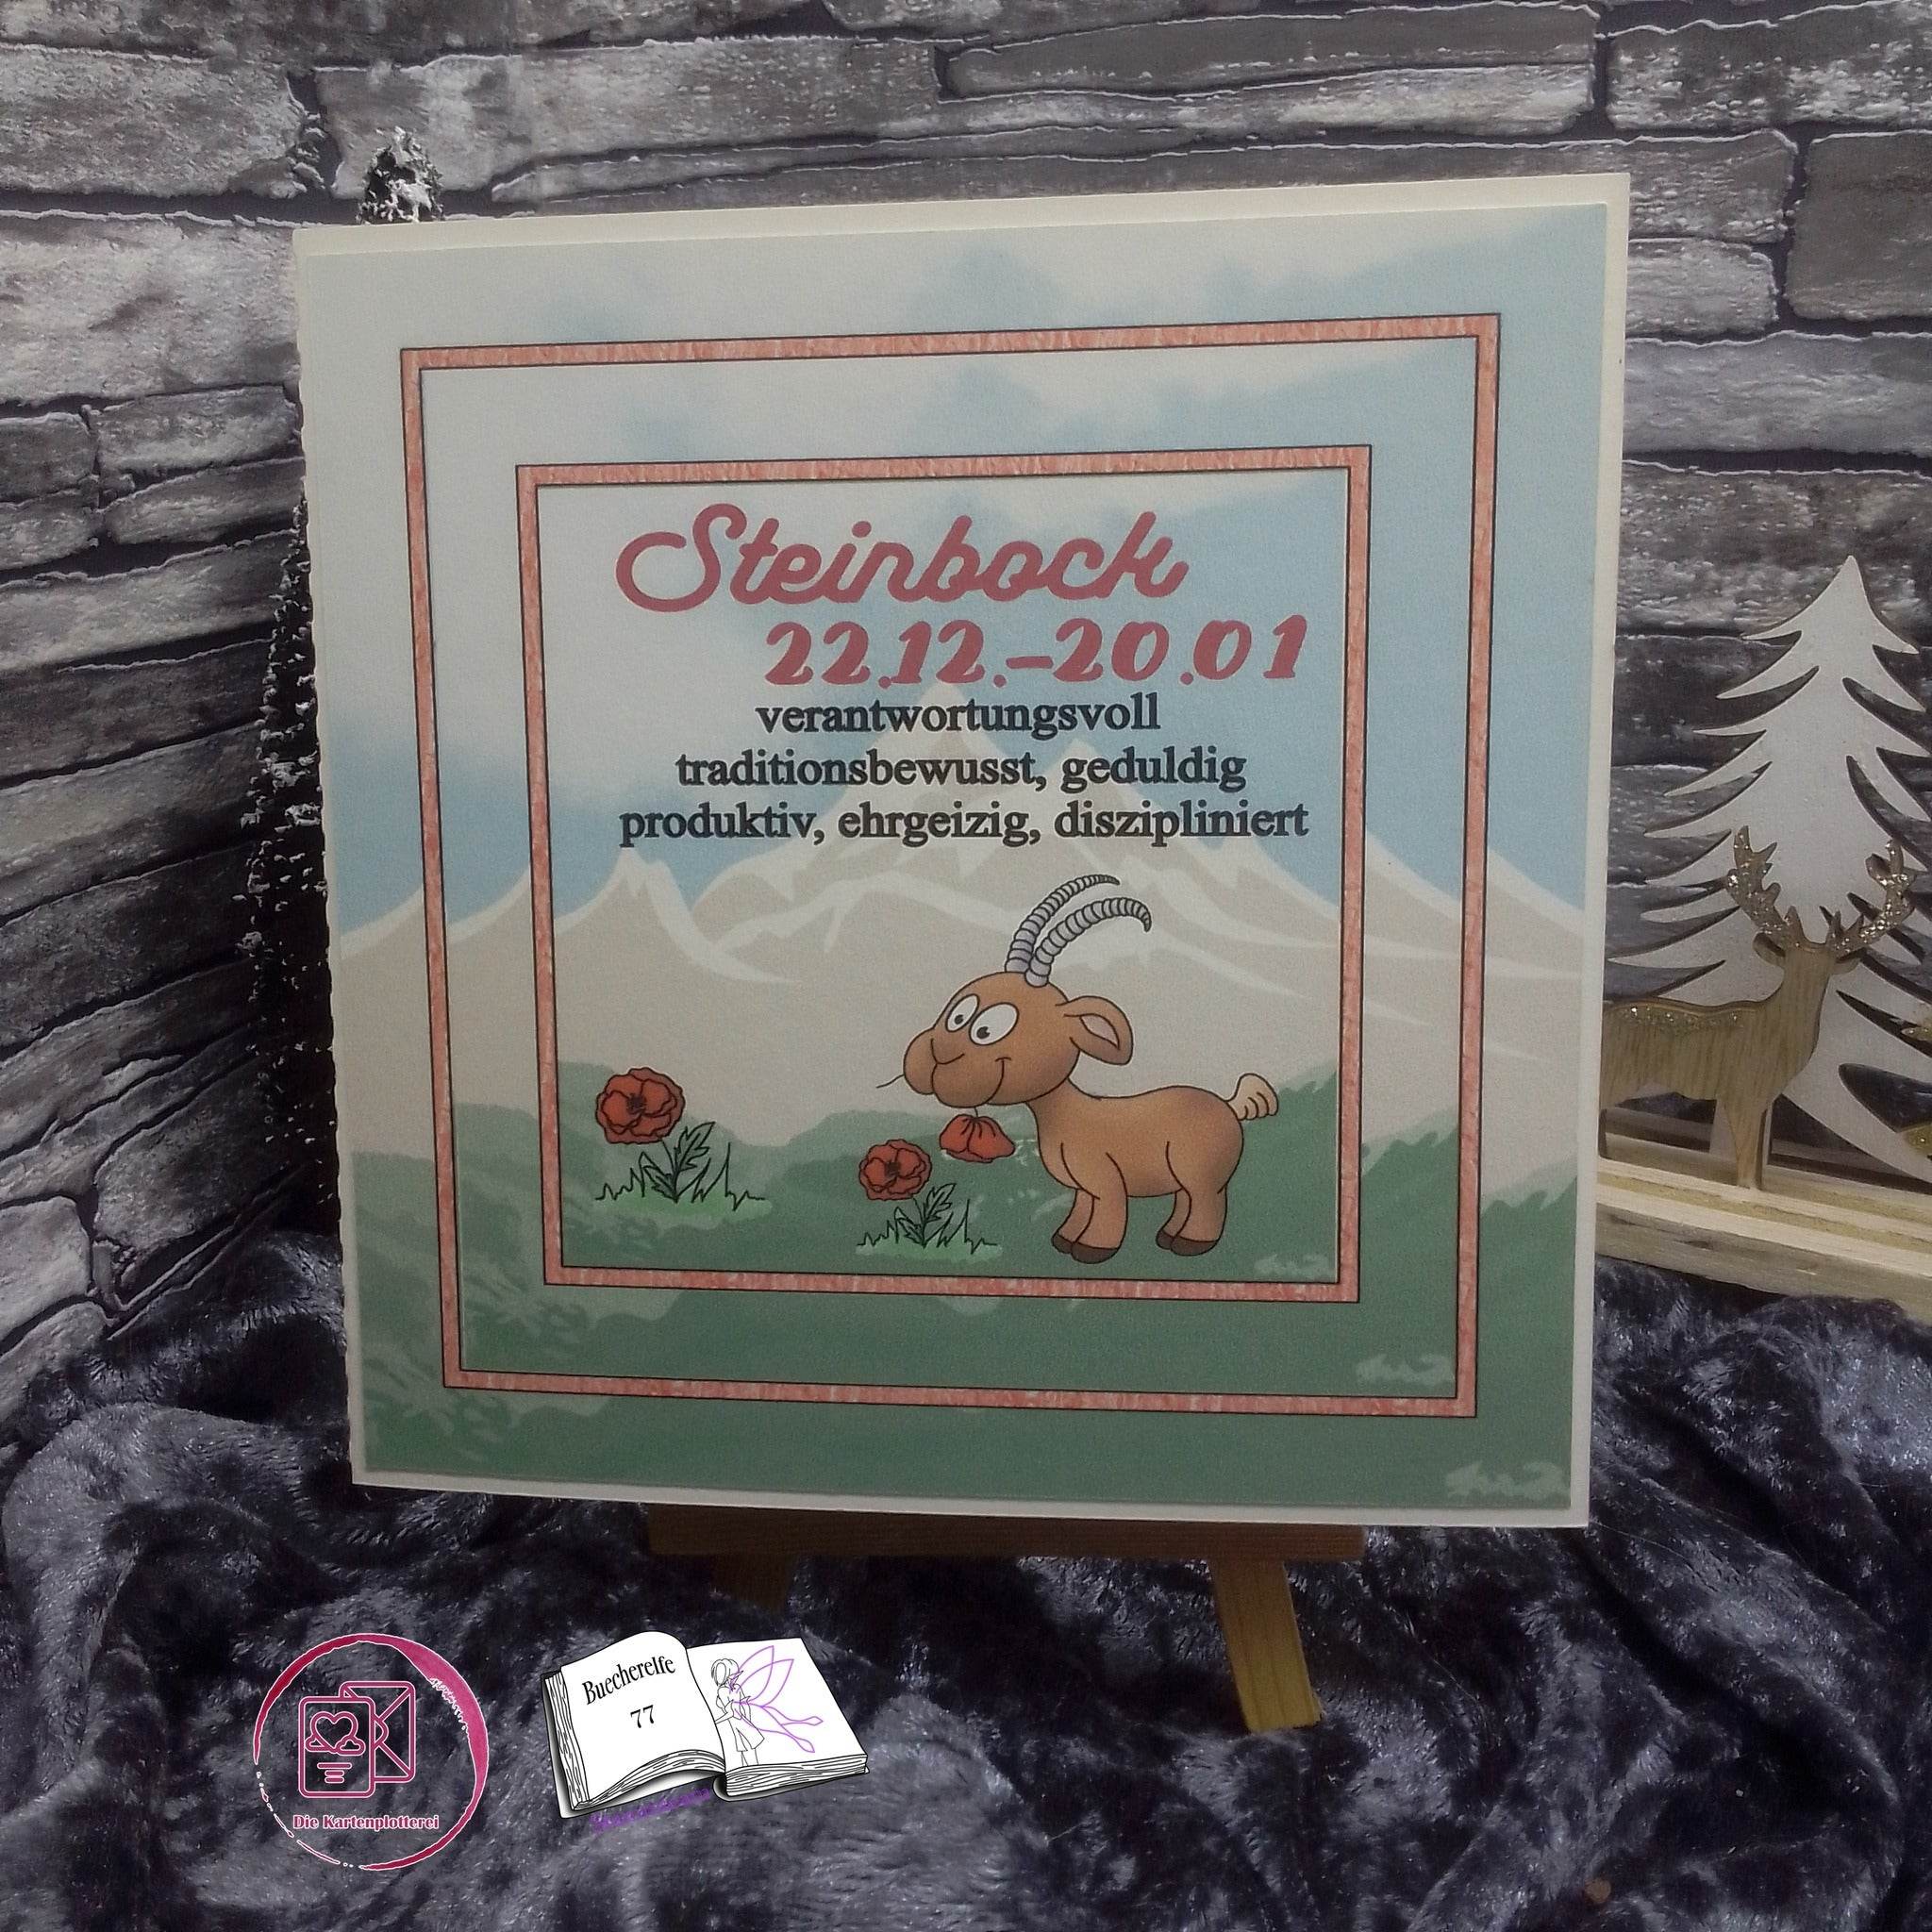 Steinbock
22.12.-20.01
verantwortungsvoll
traditionsbewusst, geduldig
produktiv, ehrgeizig, diszipliniert
Buecherelfe
77
Die Kartenplotterei